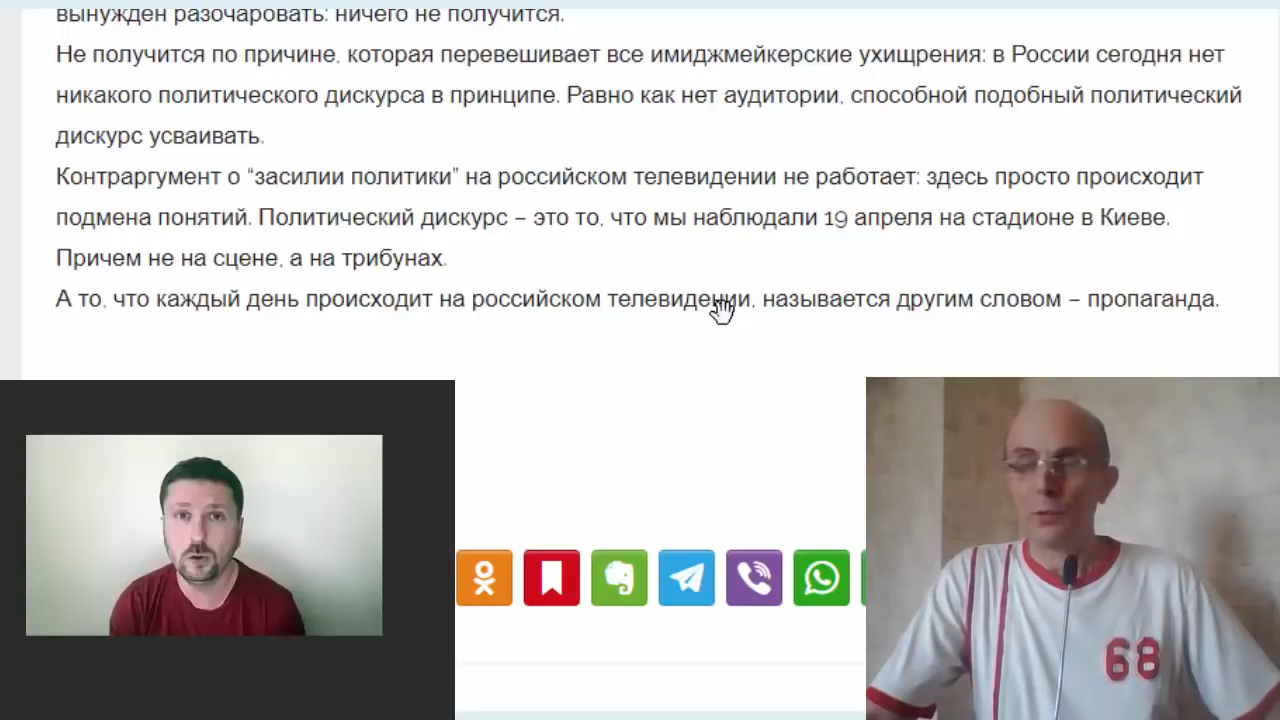 вынужден разочаровать: ничего не получится.
Не получится по причине, которая перевешивает все имиджмейкерские ухищрения: в России сегодня нет
никакого политического дискурса в принципе. Равно как нет аудитории, способной подобный политический
дискурс усваивать.
Контраргумент о “засилии политики” на российском телевидении не работает: здесь просто происходит
подмена понятий. Политический дискурс – это то, что мы наблюдали 19 апреля на стадионе в Киеве.
Причем не на сцене, а на трибунах.
А то, что каждый день происходит на российском телевидении, называется другим словом – пропаганда.
68